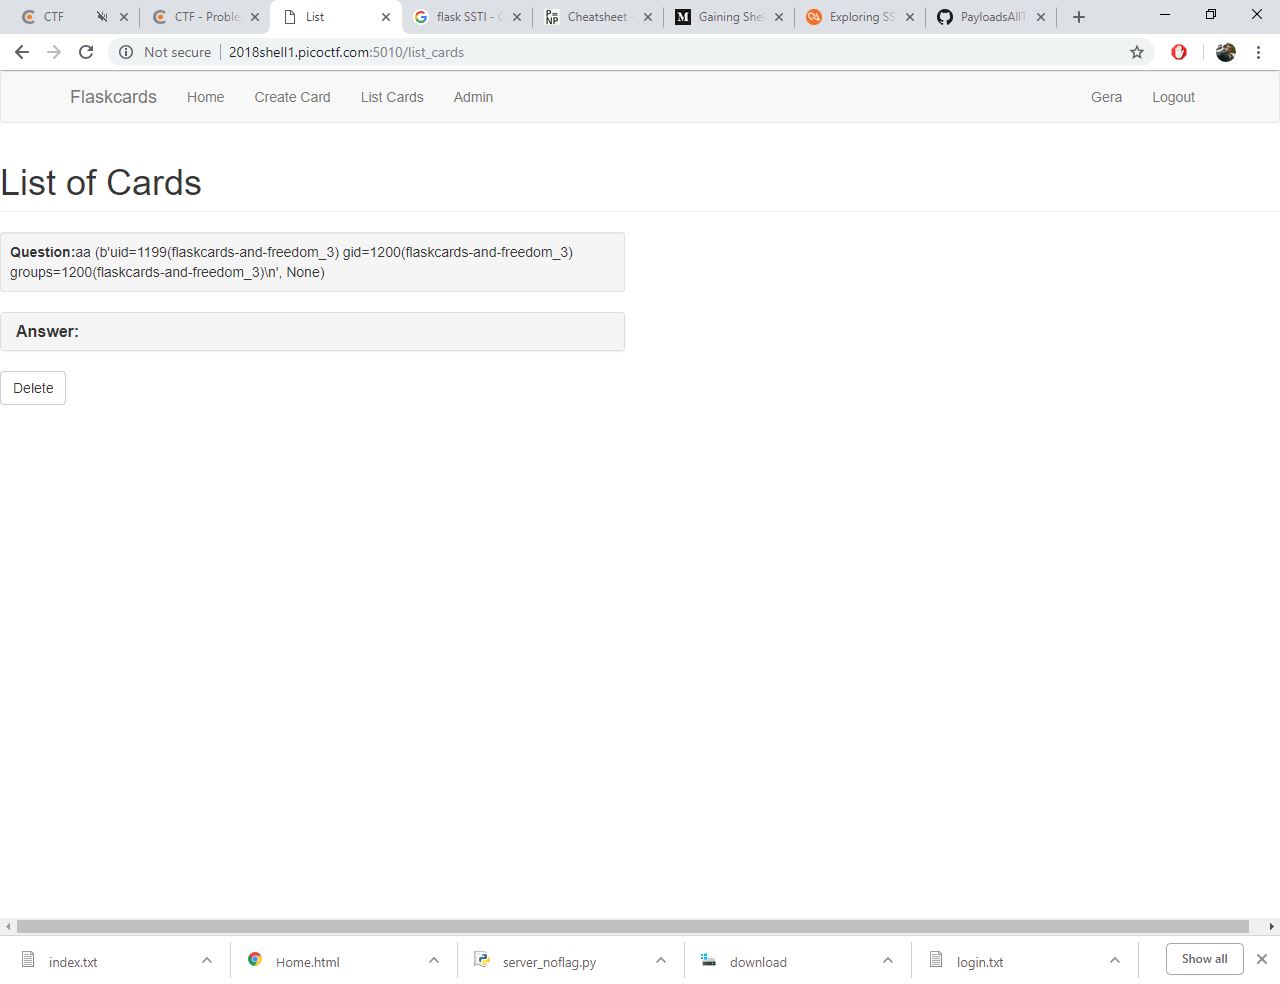 CTF
CTF - Proble
List
flask SSTI - G
Cheatsheet -
Gaining She
Exploring SS
PayloadsAllT
Not secure | 2018shell1.picoctf.com:5010/list_cards
Flaskcards Home Create Card List Cards Admin Gera Logout
List of Cards
Question:aa (b'uid=1199(flaskcards-and-freedom_3) gid=1200(flaskcards-and-freedom_3)
groups=1200(flaskcards-and-freedom_3)\n', None)
Answer:
Delete
index.txt
Home.html
server_noflag.py
download
login.txt
Show all